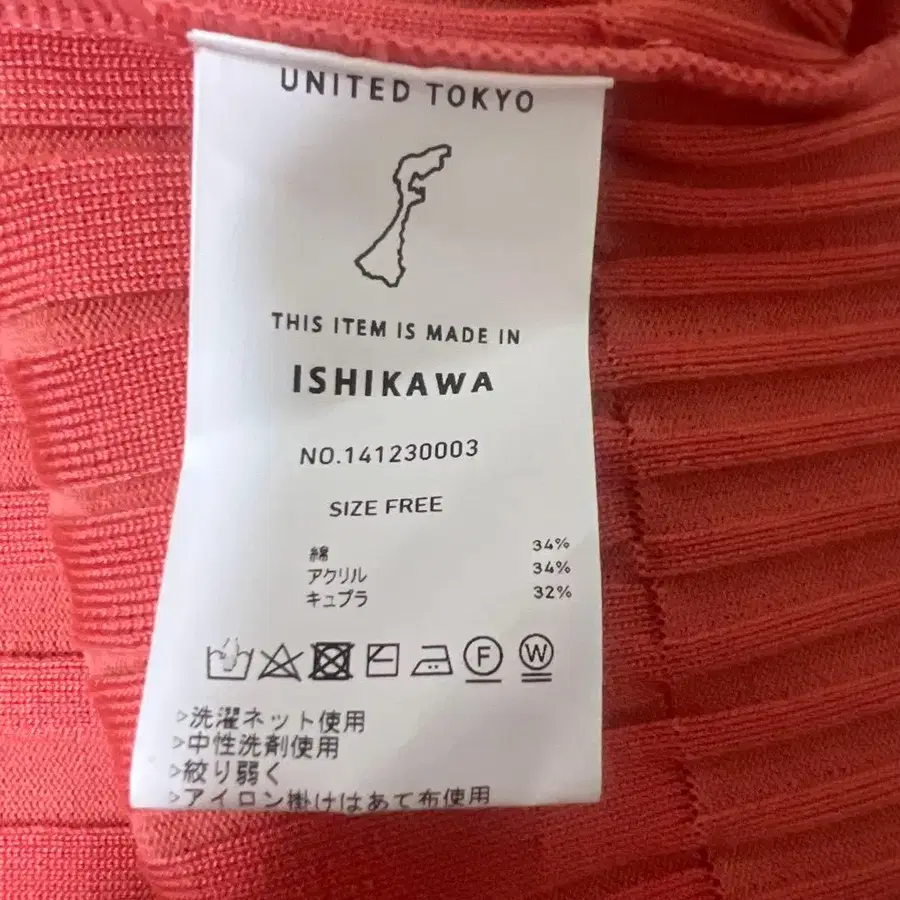 UNITED TOKYO
THIS ITEM IS MADE IN
ISHIKAWA
NO.141230003
SIZE FREE
綿 34%
アクリル 34%
キュプラ 32%
F W
>洗濯ネット使用
>中性洗剤使用
>絞り弱く
>アイロン掛けはあて布使用